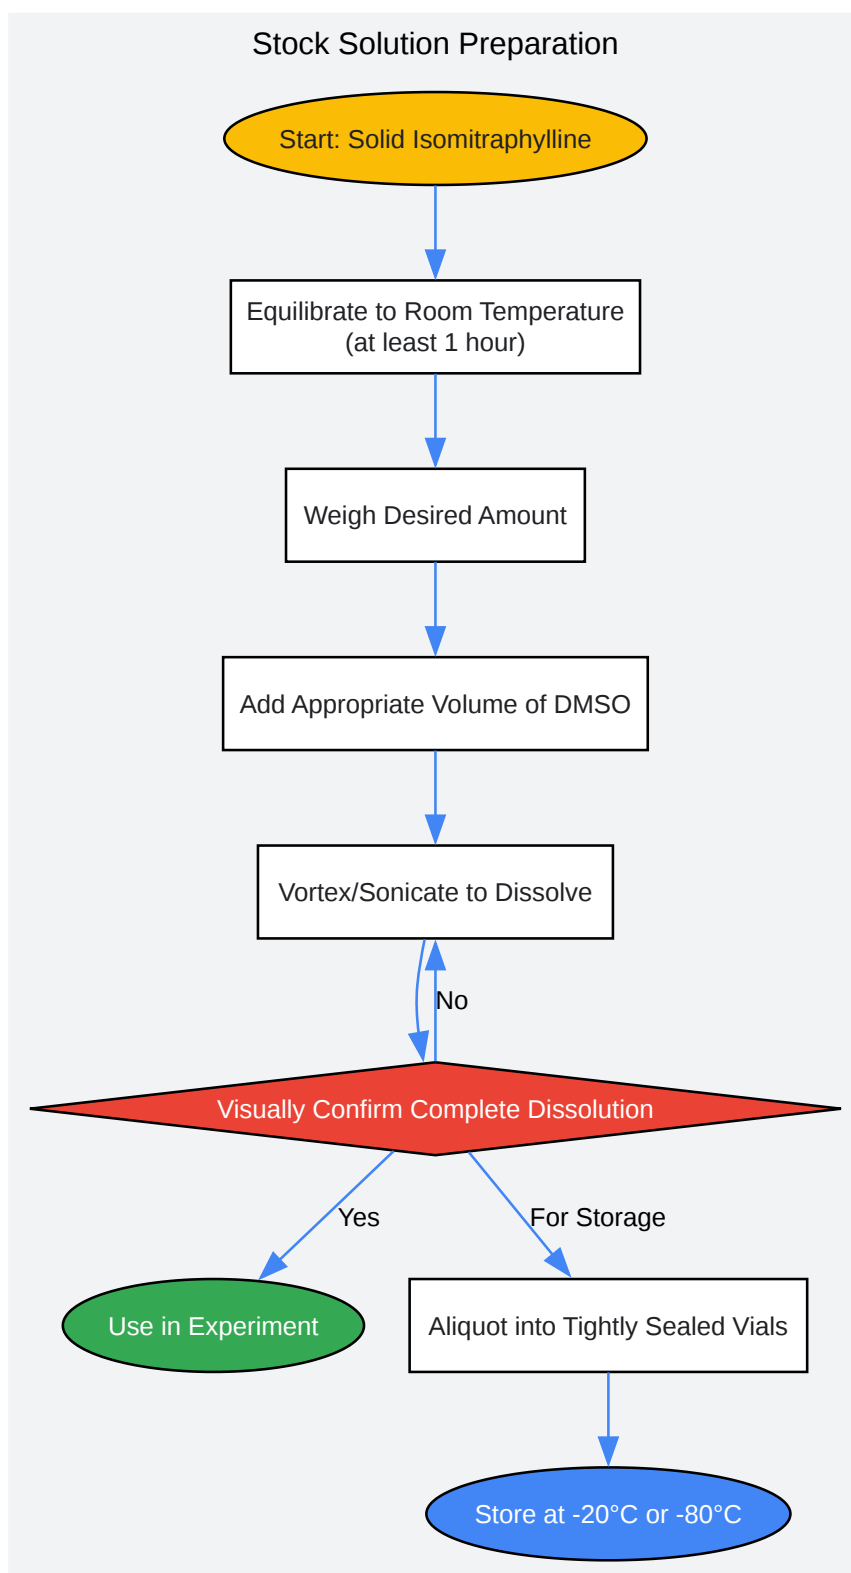 Stock Solution Preparation
Start: Solid Isomitraphylline
Equilibrate to Room Temperature
(at least 1 hour)
Weigh Desired Amount
Add Appropriate Volume of DMSO
Vortex/Sonicate to Dissolve
No
Visually Confirm Complete Dissolution
Yes
For Storage
Use in Experiment
Aliquot into Tightly Sealed Vials
Store at -20°C or -80°C